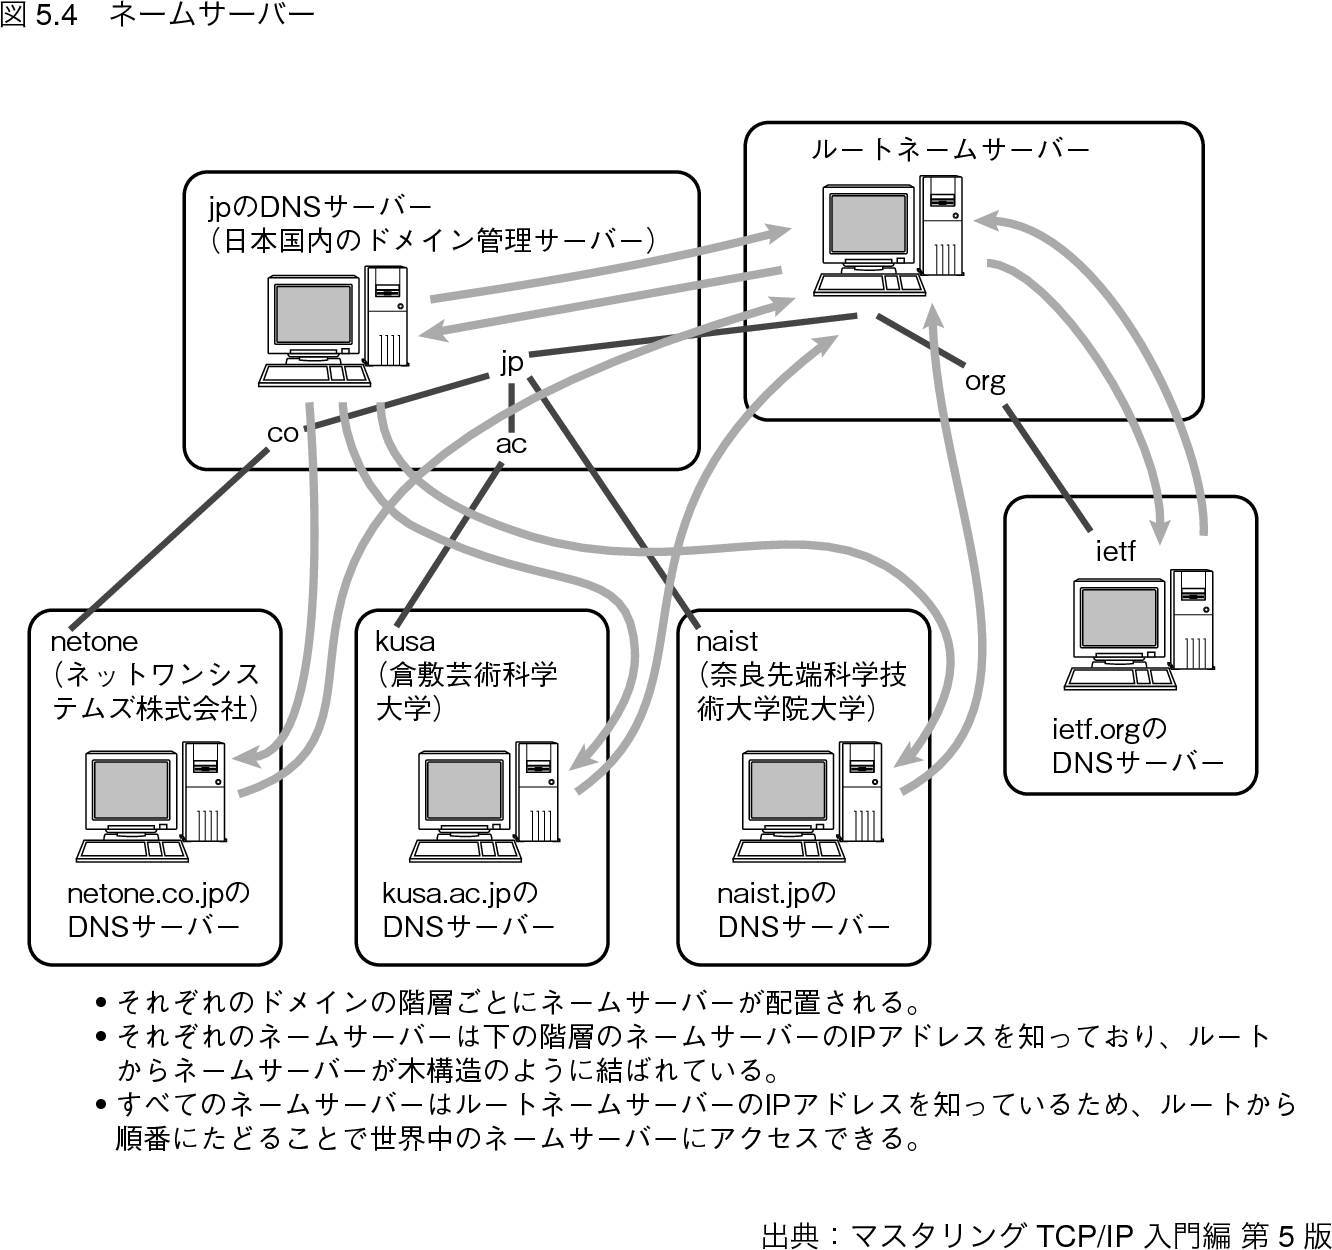 図 5.4　ネームサーバー
ルートネームサーバー
jpのDNSサーバー
（日本国内のドメイン管理サーバー）
jp
org
co
ac
ietf
ietf.orgの
DNSサーバー
netone
（ネットワンシス
テムズ株式会社）
netone.co.jpの
DNSサーバー
kusa
（倉敷芸術科学
大学）
kusa.ac.jpの
DNSサーバー
naist
（奈良先端科学技
術大学院大学）
naist.jpの
DNSサーバー
• それぞれのドメインの階層ごとにネームサーバーが配置される。
• それぞれのネームサーバーは下の階層のネームサーバーのIPアドレスを知っており、ルート
からネームサーバーが木構造のように結ばれている。
• すべてのネームサーバーはルートネームサーバーのIPアドレスを知っているため、ルートから
順番にたどることで世界中のネームサーバーにアクセスできる。
出典：マスタリング TCP/IP 入門編 第 5 版